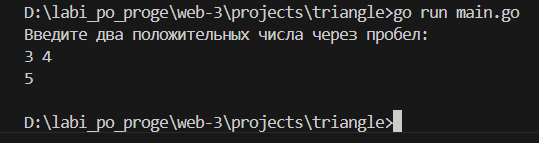 D:\labi_po_proge\web-3\projects\triangle>go run main.go
Введите два положительных числа через пробел:
3 4
5
D:\labi_po_proge\web-3\projects\triangle>